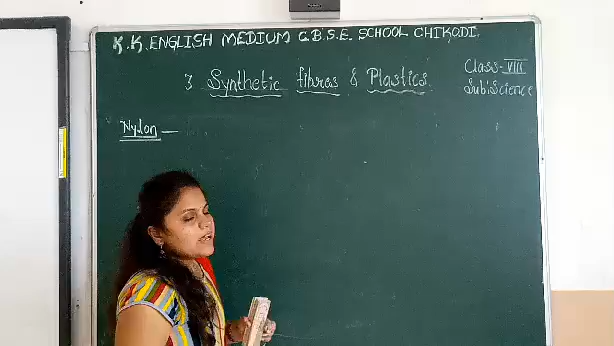 K.K. ENGLISH MEDIUM C.B.S.E. SCHOOL CHIKODI.
3 Synthetic fibres & Plastics.
Class-VIII
Sub:Science
Nylon —